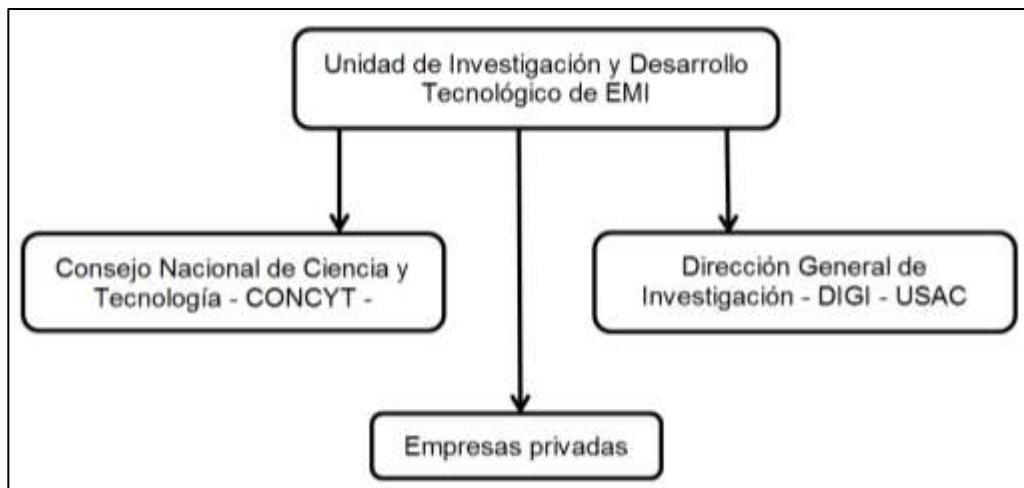 Unidad de Investigación y Desarrollo
Tecnológico de EMI
Consejo Nacional de Ciencia y
Tecnología - CONCYT -
Dirección General de
Investigación - DIGI - USAC
Empresas privadas